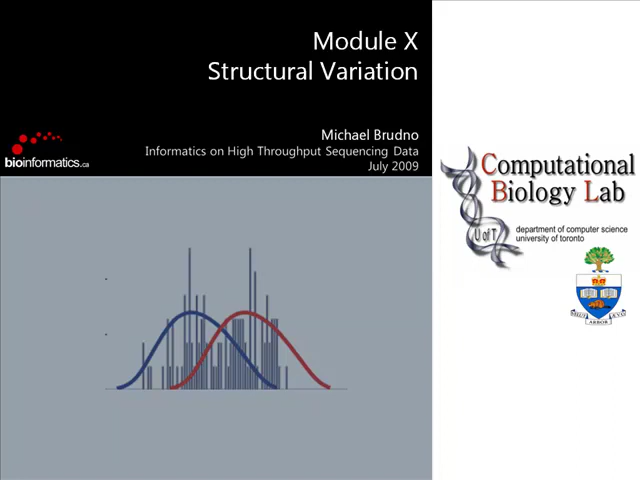 Module X
Structural Variation
Michael Brudno
Informatics on High Throughput Sequencing Data
July 2009
bioinformatics.ca
Computational
Biology Lab
U of T
department of computer science
university of toronto
ARBOR